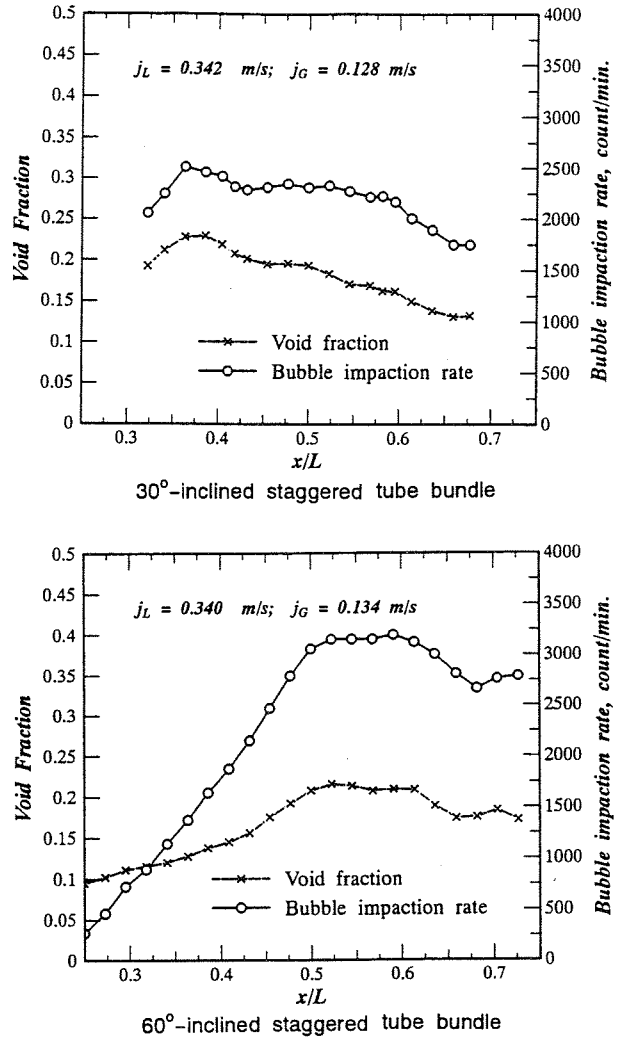 0.5
0.45
0.4
0.35
0.3
0.25
0.2
0.15
0.1
0.05
0
Void Fraction
j_L = 0.342 m/s; j_G = 0.128 m/s
Void fraction
Bubble impaction rate
4000
3500
3000
2500
2000
1500
1000
500
0
Bubble impaction rate, count/min.
0.3 0.4 0.5 0.6 0.7
x/L
30°-inclined staggered tube bundle
0.5
0.45
0.4
0.35
0.3
0.25
0.2
0.15
0.1
0.05
0
Void Fraction
j_L = 0.340 m/s; j_G = 0.134 m/s
Void fraction
Bubble impaction rate
4000
3500
3000
2500
2000
1500
1000
500
0
Bubble impaction rate, count/min.
0.3 0.4 0.5 0.6 0.7
x/L
60°-inclined staggered tube bundle